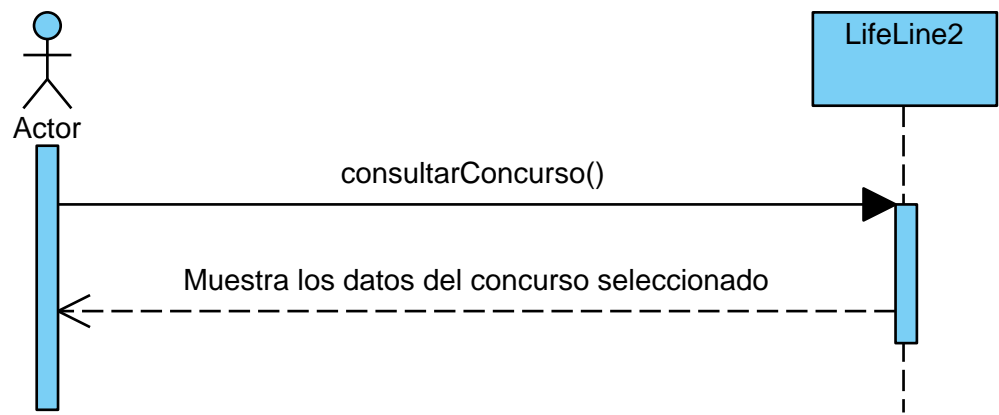 LifeLine2
Actor
consultarConcurso()
Muestra los datos del concurso seleccionado